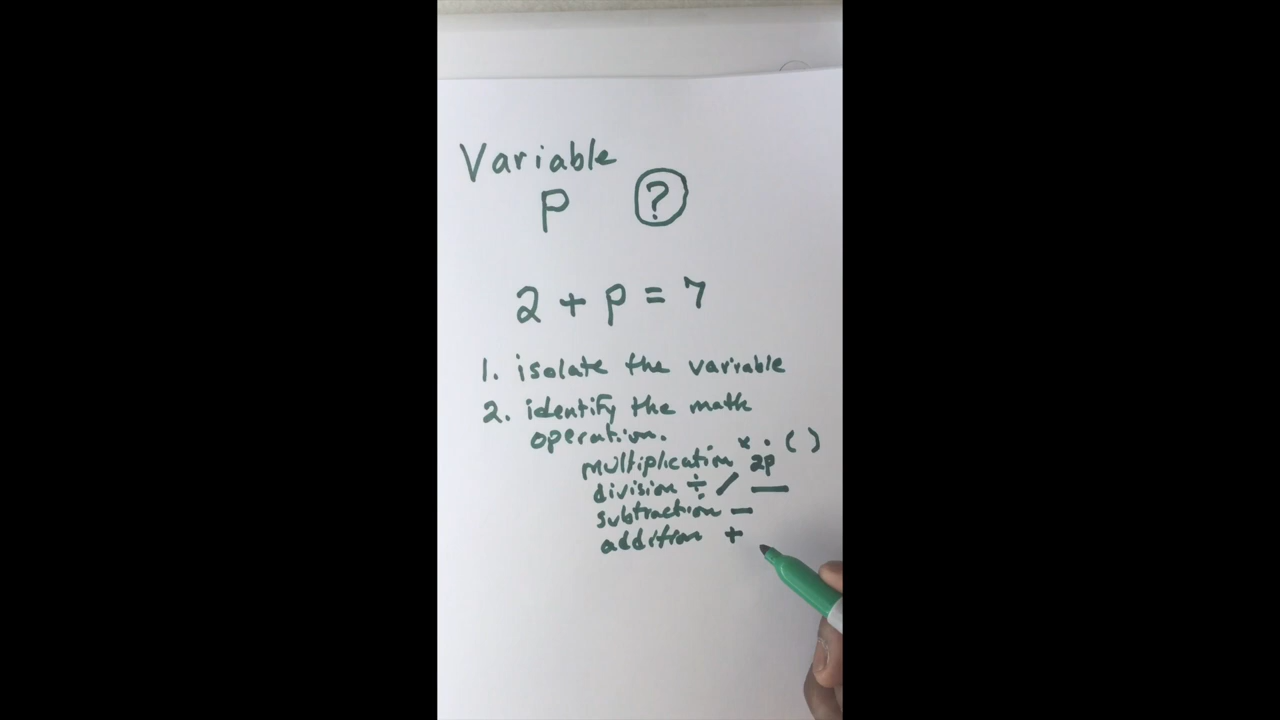 Variable
P ?
2 + p = 7
1. isolate the variable
2. identify the math
operation.
multiplication × · ( ) 2p
division ÷ / —
subtraction −
addition +